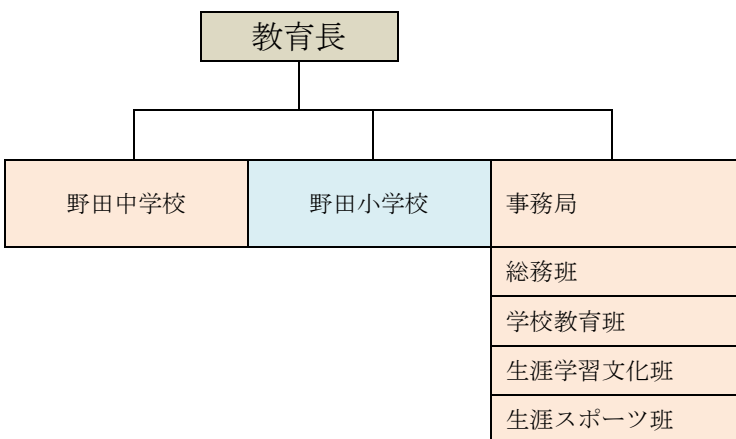 教育長
野田中学校
野田小学校
事務局
総務班
学校教育班
生涯学習文化班
生涯スポーツ班